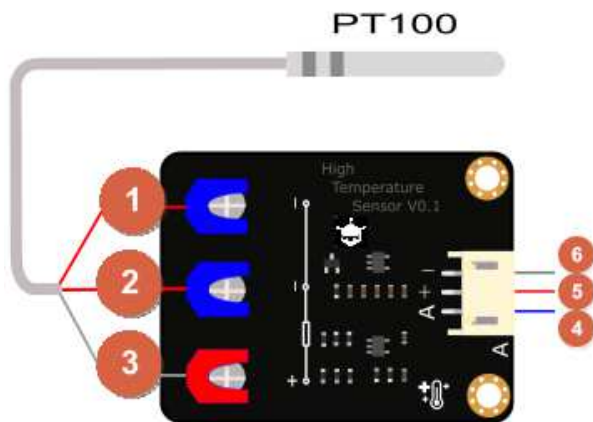 PT100
High
Temperature
Sensor V0.1
1
2
3
6
5
4
−
−
+
−
+
A
A